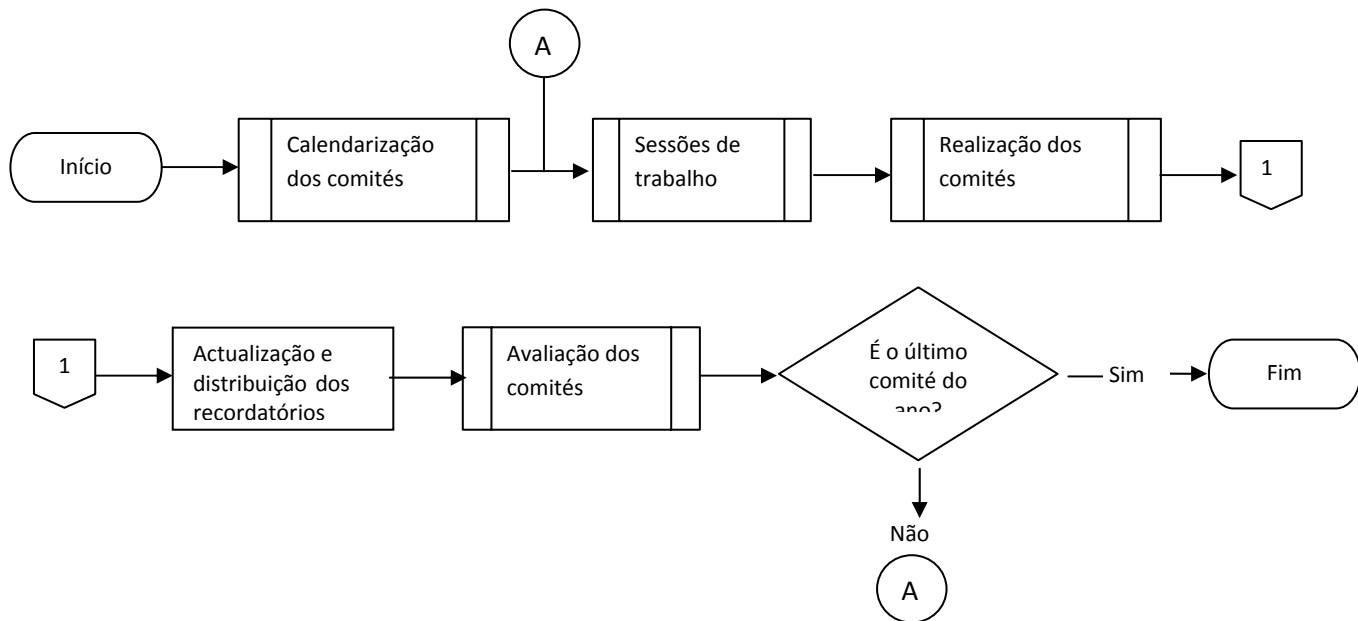 A
Início
Calendarização
dos comités
Sessões de
trabalho
Realização dos
comités
1
1
Actualização e
distribuição dos
recordatórios
Avaliação dos
comités
É o último
comité do
ano?
Sim
Fim
Não
A